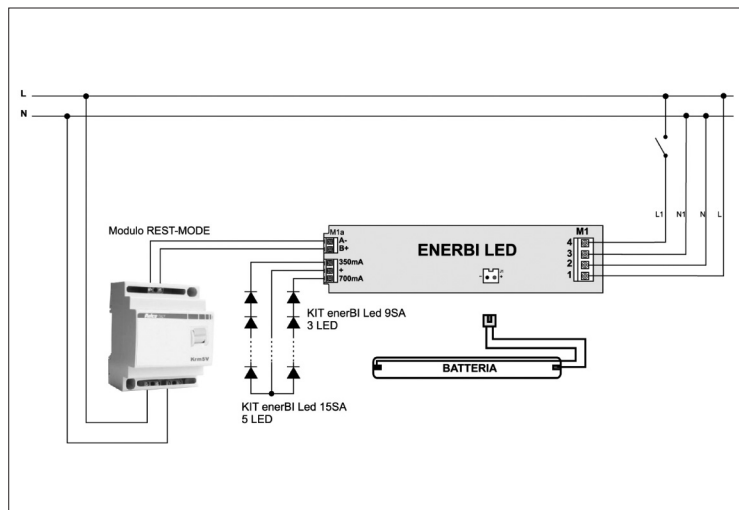 L
N
L1
N1
N
L
Modulo REST-MODE
M1a
A-
B+
350mA
+
700mA
ENERBI LED
M1
4
3
2
1
- +
KIT enerBI Led 9SA
3 LED
BATTERIA
KIT enerBI Led 15SA
5 LED